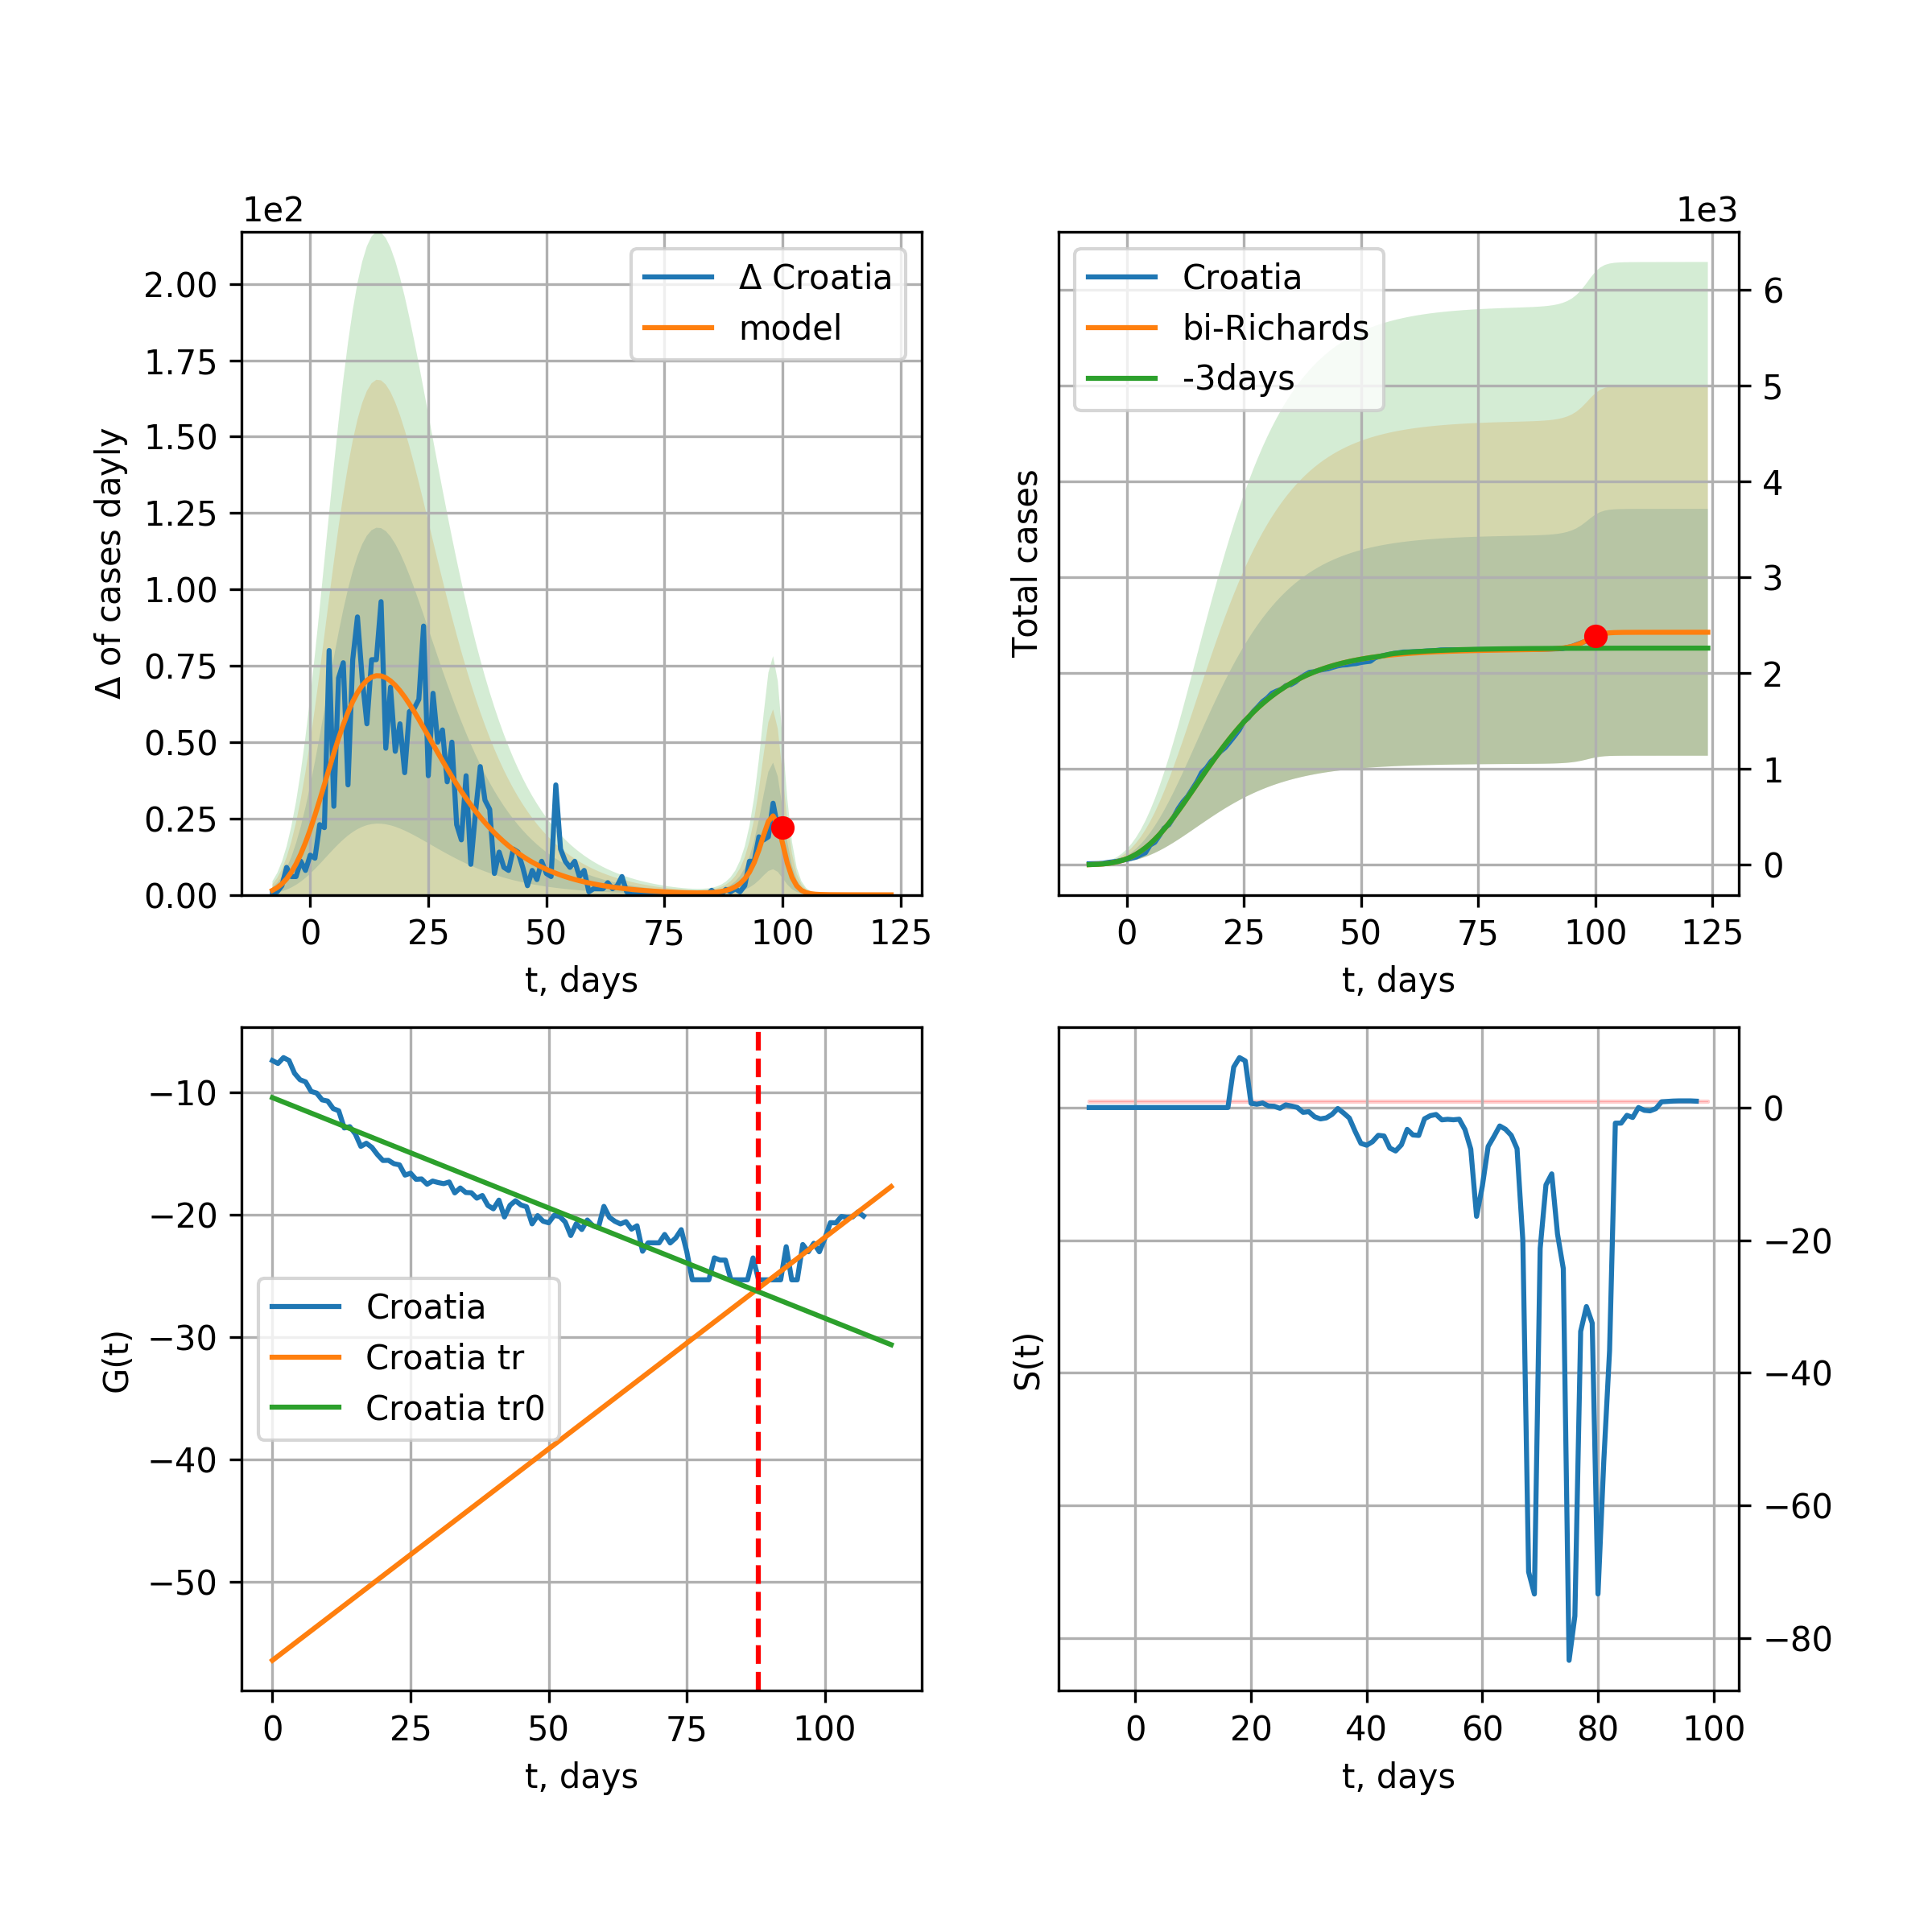 1e2
Δ of cases dayly
2.00
1.75
1.50
1.25
1.00
0.75
0.50
0.25
0.00
Δ Croatia
model
0 25 50 75 100 125
t, days
1e3
Total cases
Croatia
bi-Richards
-3days
6
5
4
3
2
1
0
0 25 50 75 100 125
t, days
G(t)
−10
−20
−30
−40
−50
Croatia
Croatia tr
Croatia tr0
0 25 50 75 100
t, days
S(t)
0
−20
−40
−60
−80
0 20 40 60 80 100
t, days